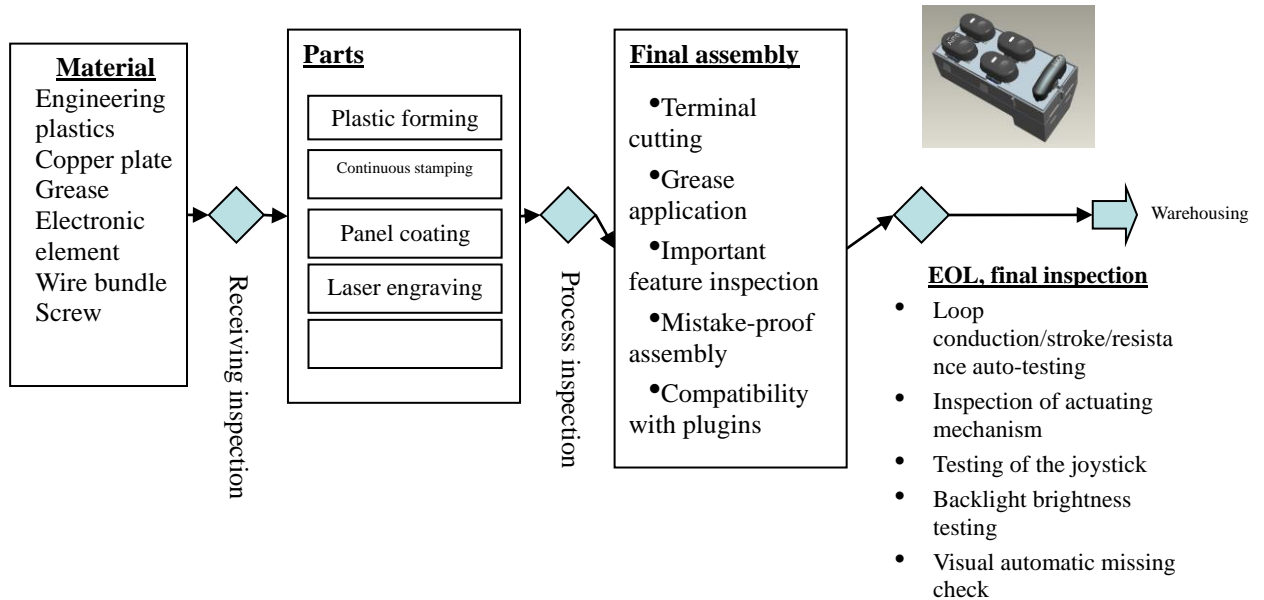 Material
Engineering
plastics
Copper plate
Grease
Electronic
element
Wire bundle
Screw
Receiving inspection
Parts
Plastic forming
Continuous stamping
Panel coating
Laser engraving
Process inspection
Final assembly
•Terminal
cutting
•Grease
application
•Important
feature inspection
•Mistake-proof
assembly
•Compatibility
with plugins
Warehousing
EOL, final inspection
• Loop
conduction/stroke/resista
nce auto-testing
• Inspection of actuating
mechanism
• Testing of the joystick
• Backlight brightness
testing
• Visual automatic missing
check